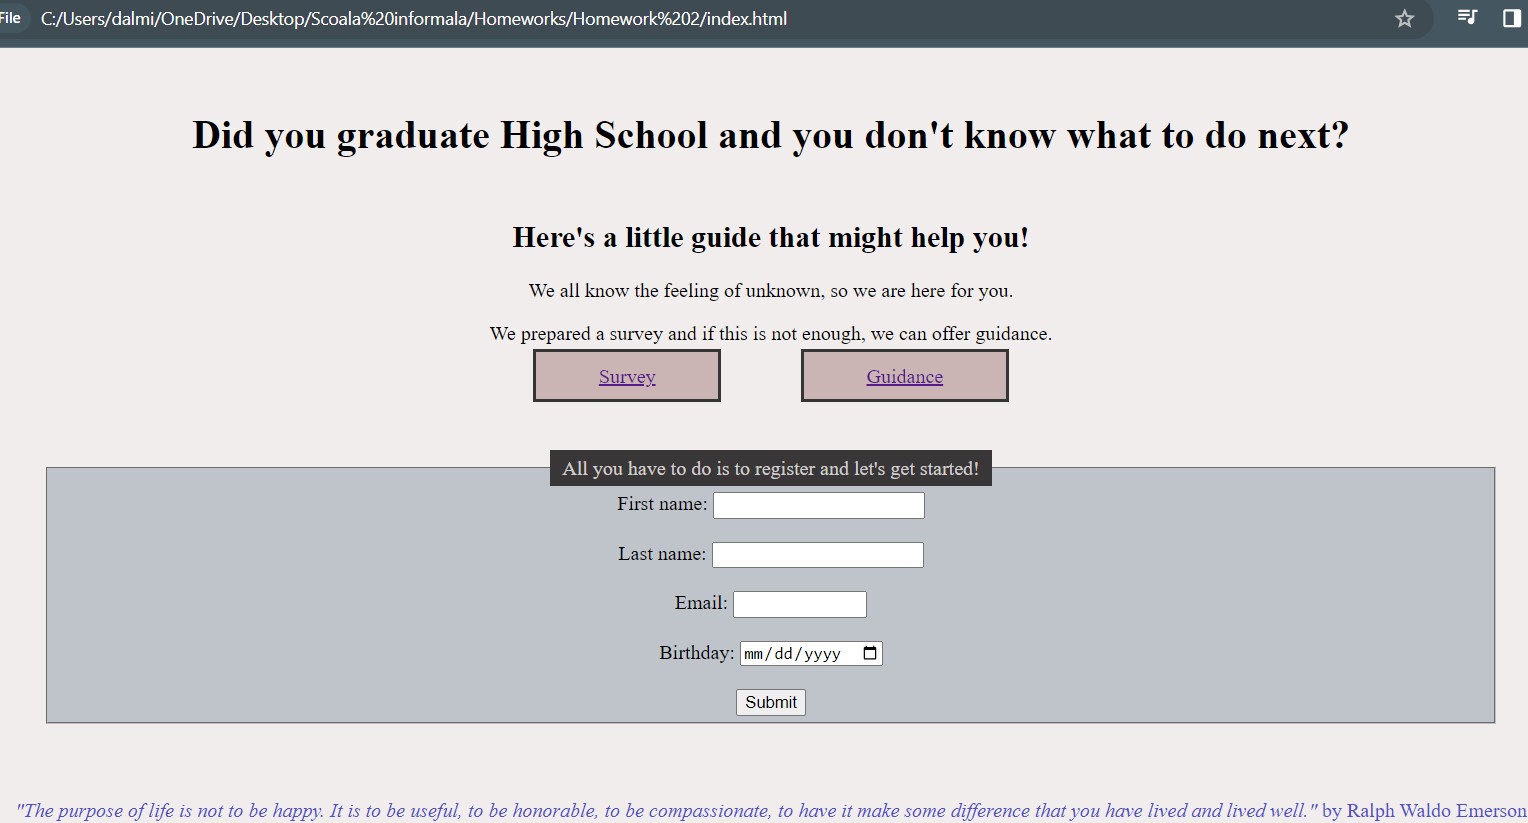 File C:/Users/dalmi/OneDrive/Desktop/Scoala%20informala/Homeworks/Homework%202/index.html
Did you graduate High School and you don't know what to do next?
Here's a little guide that might help you!
We all know the feeling of unknown, so we are here for you.
We prepared a survey and if this is not enough, we can offer guidance.
Survey Guidance
All you have to do is to register and let's get started!
First name:
Last name:
Email:
Birthday: mm/dd/yyyy
Submit
"The purpose of life is not to be happy. It is to be useful, to be honorable, to be compassionate, to have it make some difference that you have lived and lived well." by Ralph Waldo Emerson